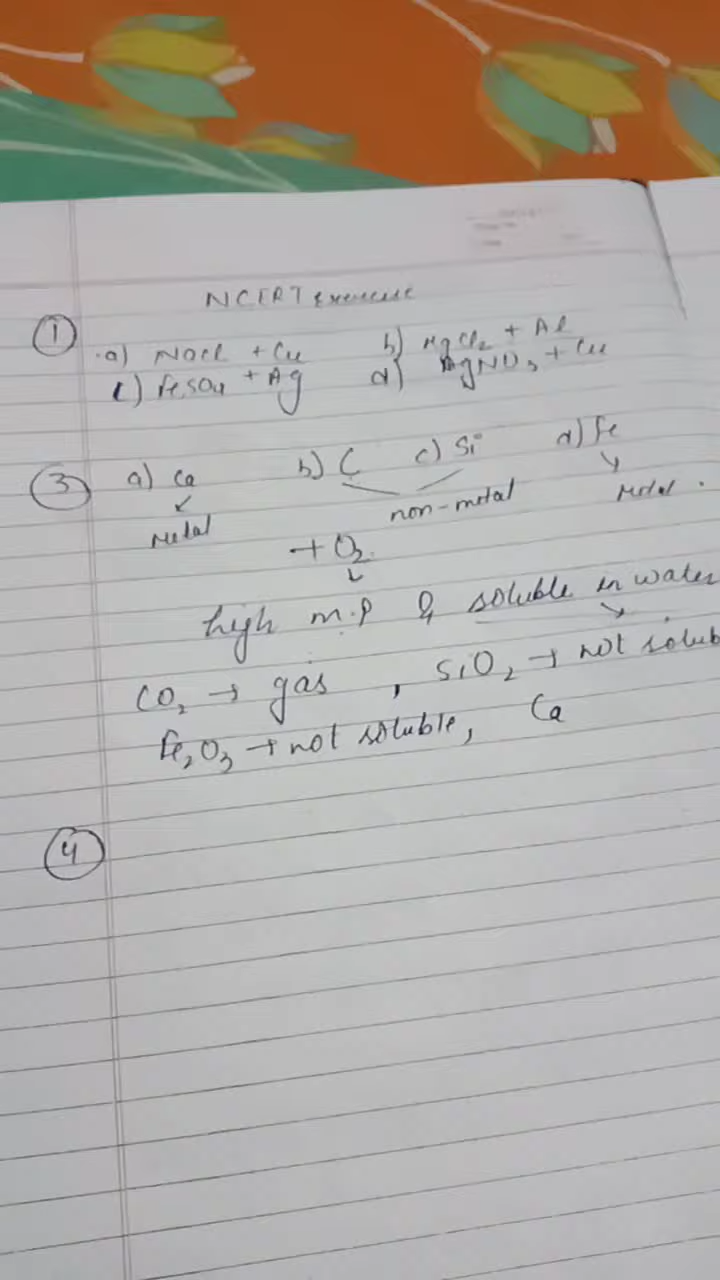 NCERT Exercise
① a) NaCl + Cu b) MgCl₂ + Al
c) FeSO₄ + Ag d) AgNO₃ + Cu
③ a) Ca b) C c) Si d) Fe
↙ ↘
Metal non-metal Metal .
+ O₂
↓
high m.p & soluble in water
CO₂ → gas , SiO₂ → not solub
Fe₂O₃ → not soluble, Ca
④